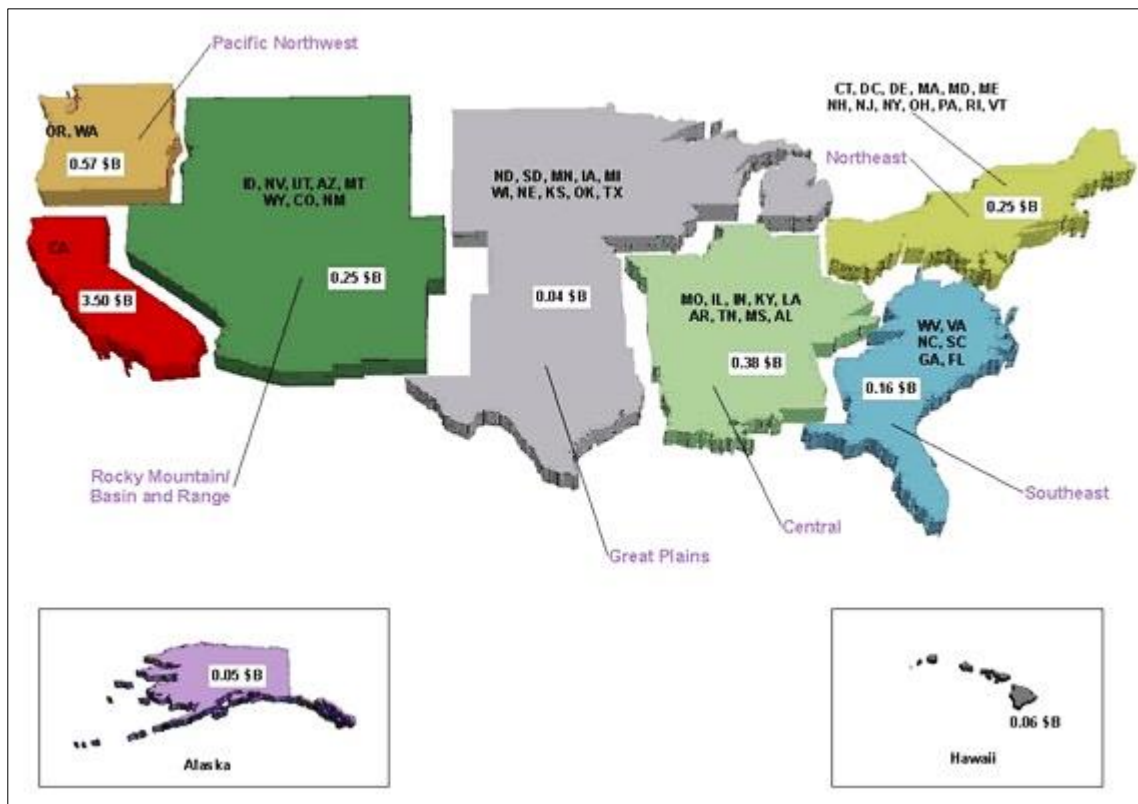 Pacific Northwest
OR, WA
0.57 $B
CA
3.50 $B
ID, NV, UT, AZ, MT
WY, CO, NM
0.25 $B
Rocky Mountain/
Basin and Range
ND, SD, MN, IA, MI
WI, NE, KS, OK, TX
0.04 $B
Great Plains
MO, IL, IN, KY, LA
AR, TN, MS, AL
0.38 $B
Central
CT, DC, DE, MA, MD, ME
NH, NJ, NY, OH, PA, RI, VT
Northeast
0.25 $B
WV, VA
NC, SC
GA, FL
0.16 $B
Southeast
0.05 $B
Alaska
0.06 $B
Hawaii